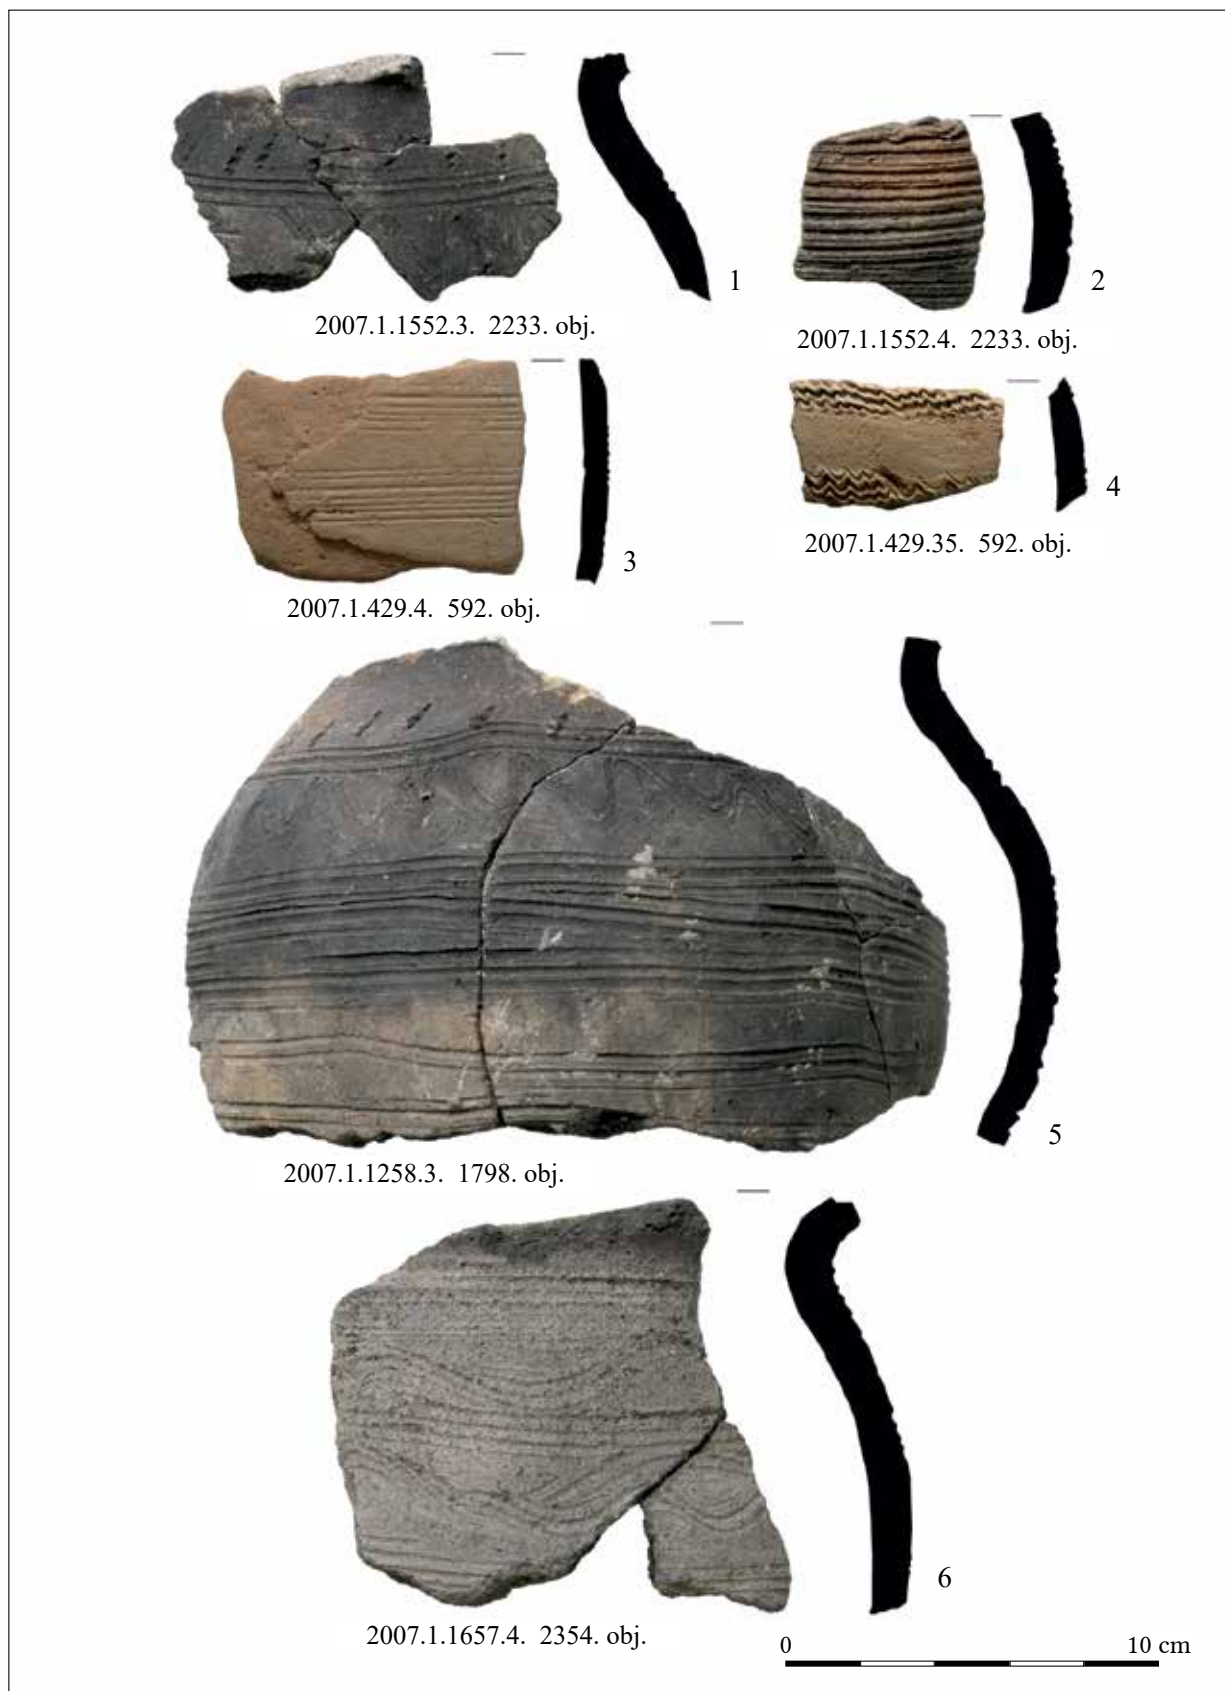 1
2007.1.1552.3. 2233. obj.
2
2007.1.1552.4. 2233. obj.
3
2007.1.429.4. 592. obj.
4
2007.1.429.35. 592. obj.
5
2007.1.1258.3. 1798. obj.
6
2007.1.1657.4. 2354. obj.
0 10 cm